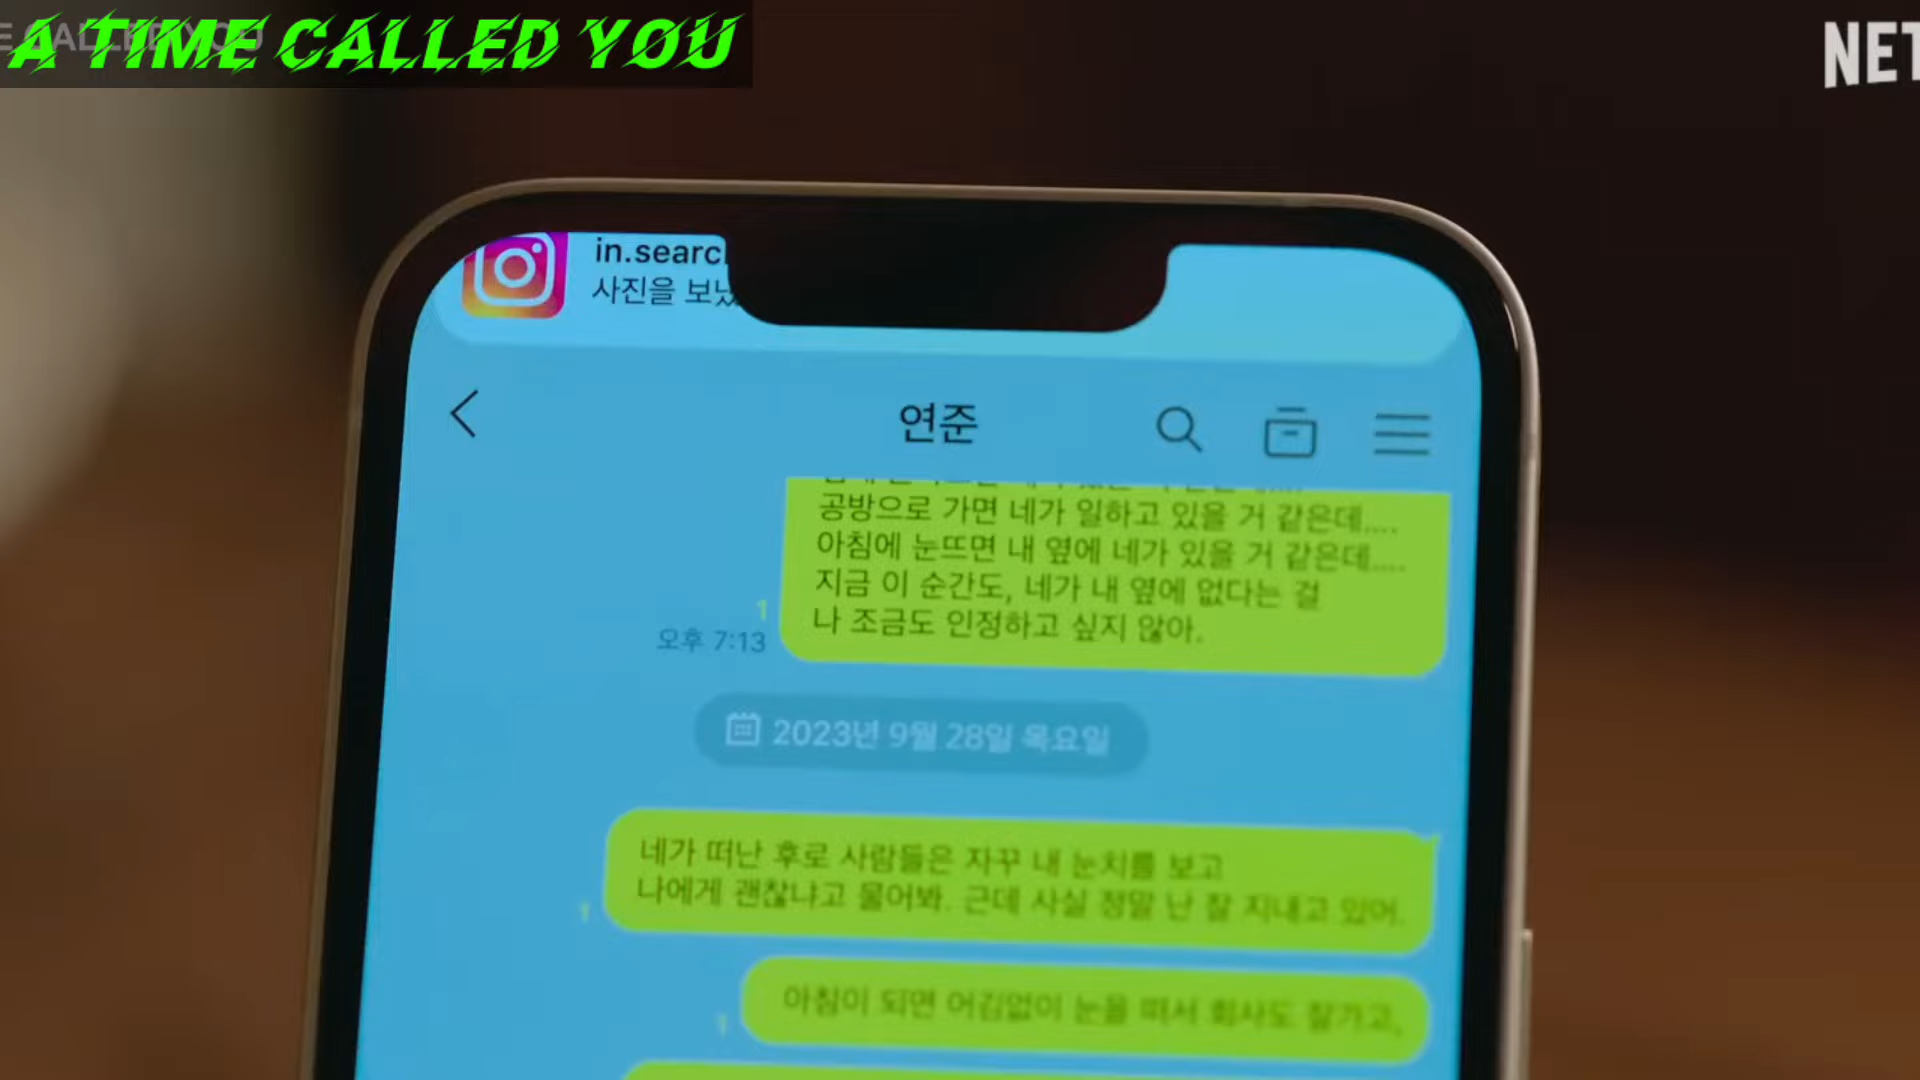 A TIME CALLED YOU
NET
in.searc
사진을 보냈
연준
공방으로 가면 네가 일하고 있을 거 같은데....
아침에 눈뜨면 내 옆에 네가 있을 거 같은데....
지금 이 순간도, 네가 내 옆에 없다는 걸
나 조금도 인정하고 싶지 않아.
1
오후 7:13
2023년 9월 28일 목요일
네가 떠난 후로 사람들은 자꾸 내 눈치를 보고
나에게 괜찮냐고 물어봐. 근데 사실 정말 난 잘 지내고 있어.
1
아침이 되면 어김없이 눈을 떠서 회사도 잘가고,
1